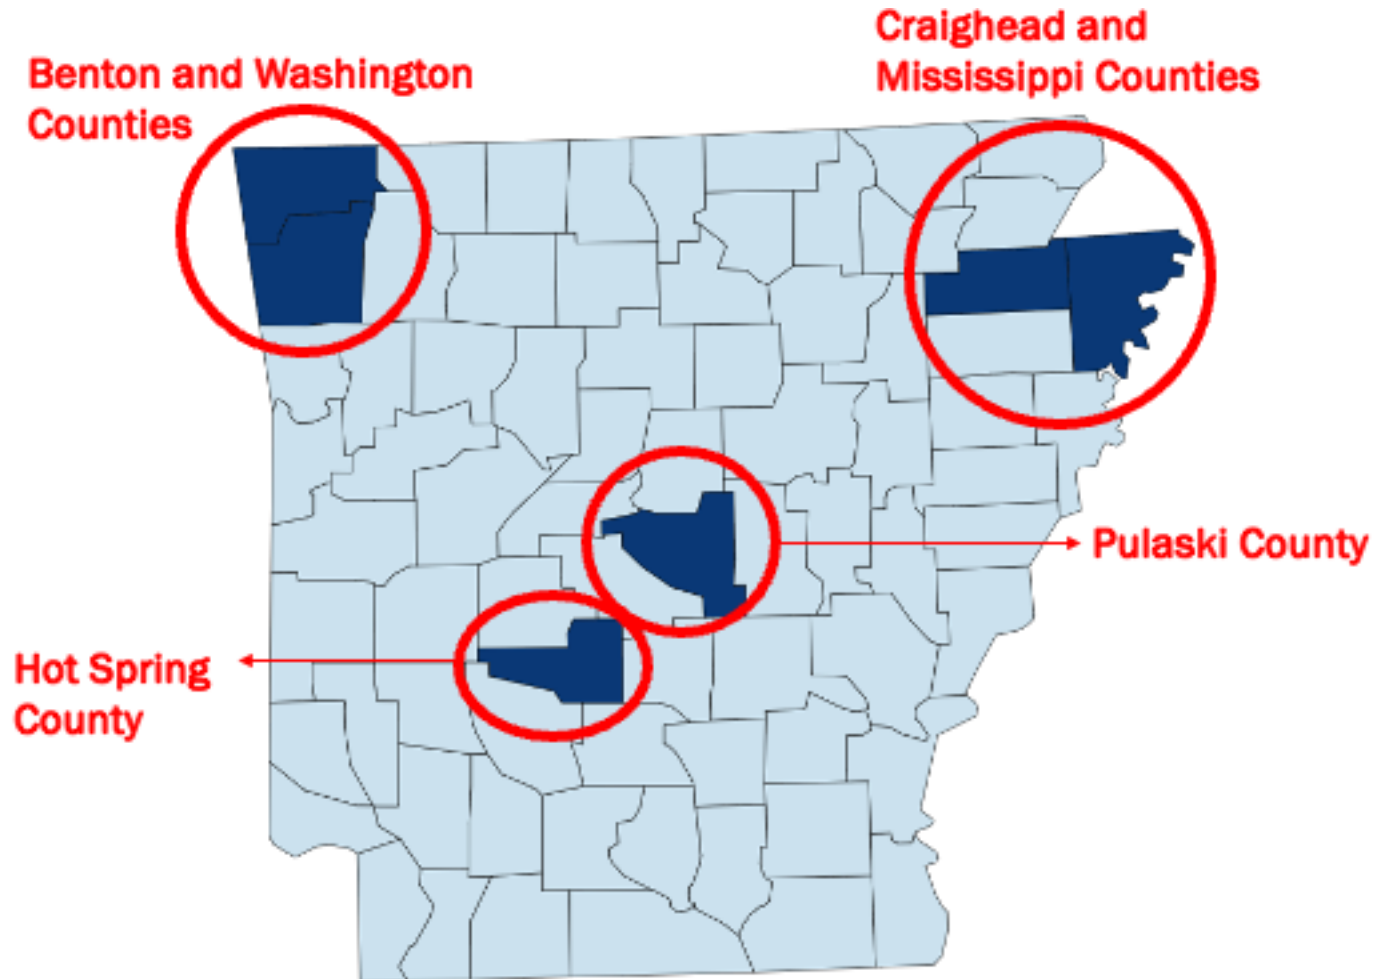 Craighead and
Mississippi Counties
Benton and Washington
Counties
Pulaski County
Hot Spring
County